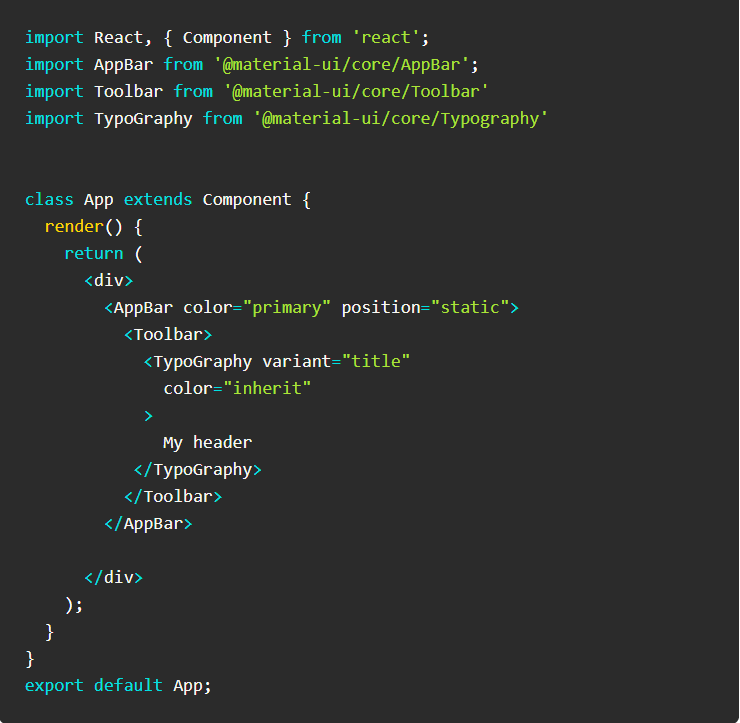 import React, { Component } from 'react';
import AppBar from '@material-ui/core/AppBar';
import Toolbar from '@material-ui/core/Toolbar'
import TypoGraphy from '@material-ui/core/Typography'
class App extends Component {
  render() {
    return (
      <div>
        <AppBar color="primary" position="static">
          <Toolbar>
            <TypoGraphy variant="title"
              color="inherit"
            >
              My header
           </TypoGraphy>
          </Toolbar>
        </AppBar>
      </div>
    );
  }
}
export default App;